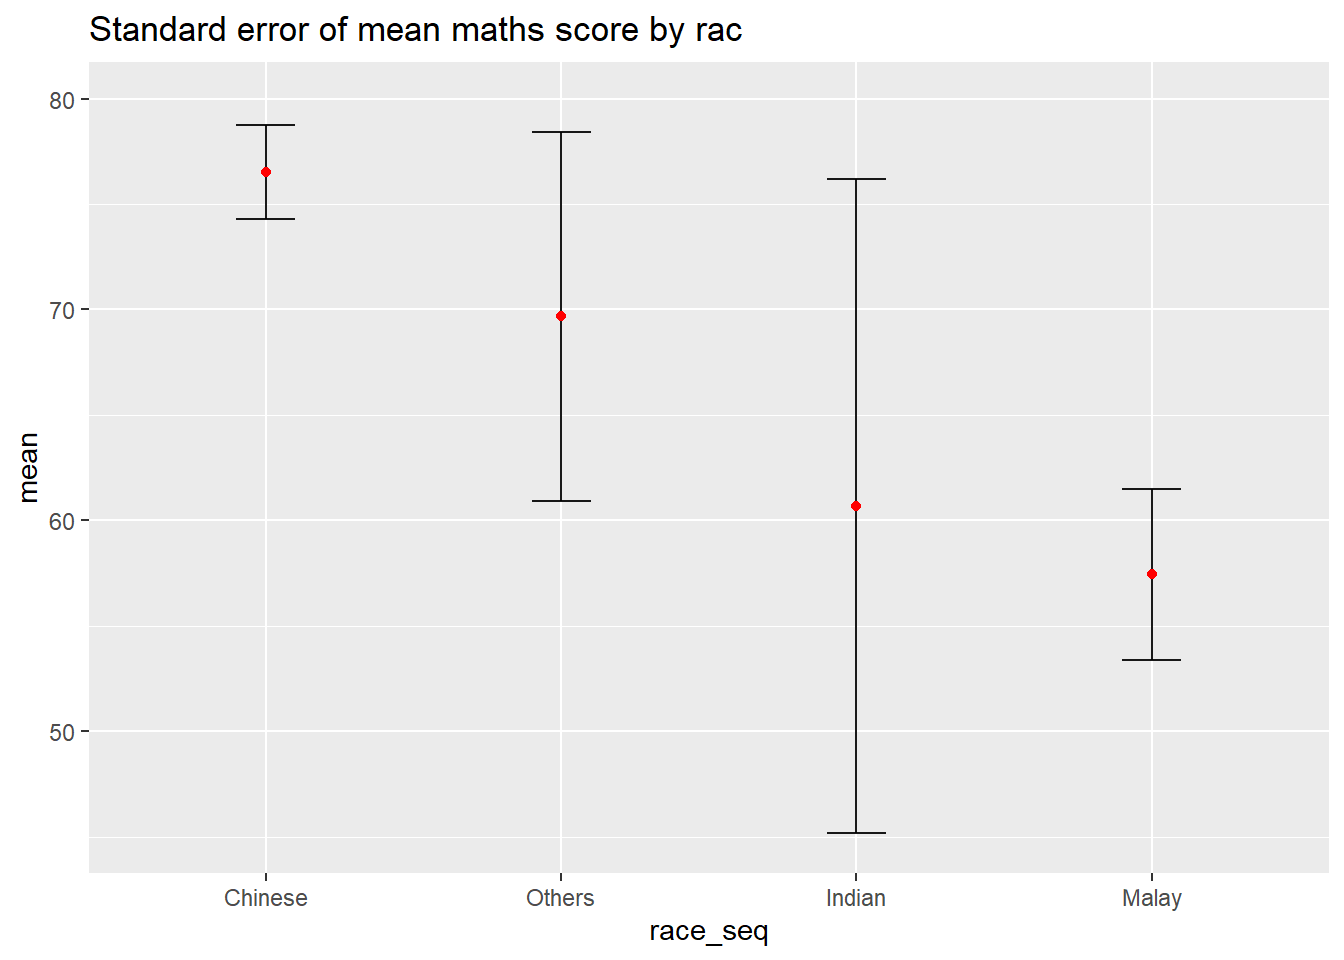 Standard error of mean maths score by rac
80
70
60
50
mean
Chinese Others Indian Malay
race_seq